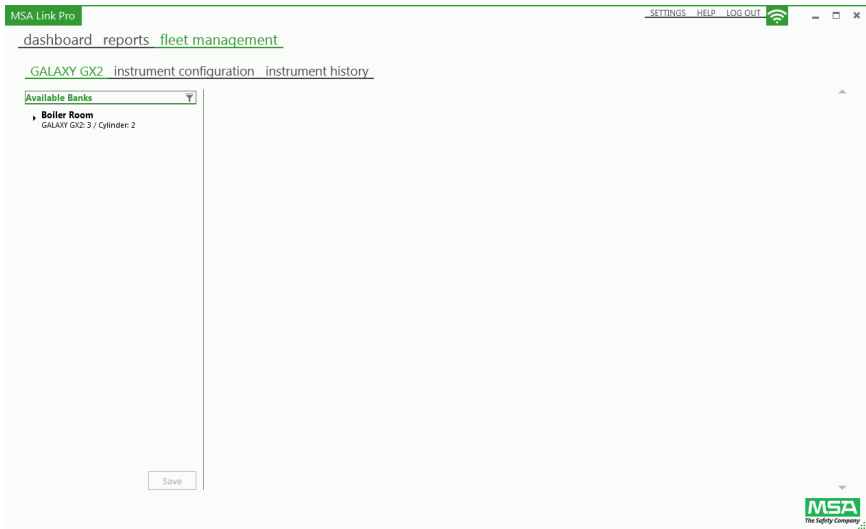 MSA Link Pro
SETTINGS HELP LOG OUT
dashboard reports fleet management
GALAXY GX2 instrument configuration instrument history
Available Banks
Boiler Room
GALAXY GX2: 3 / Cylinder: 2
Save
MSA
The Safety Company